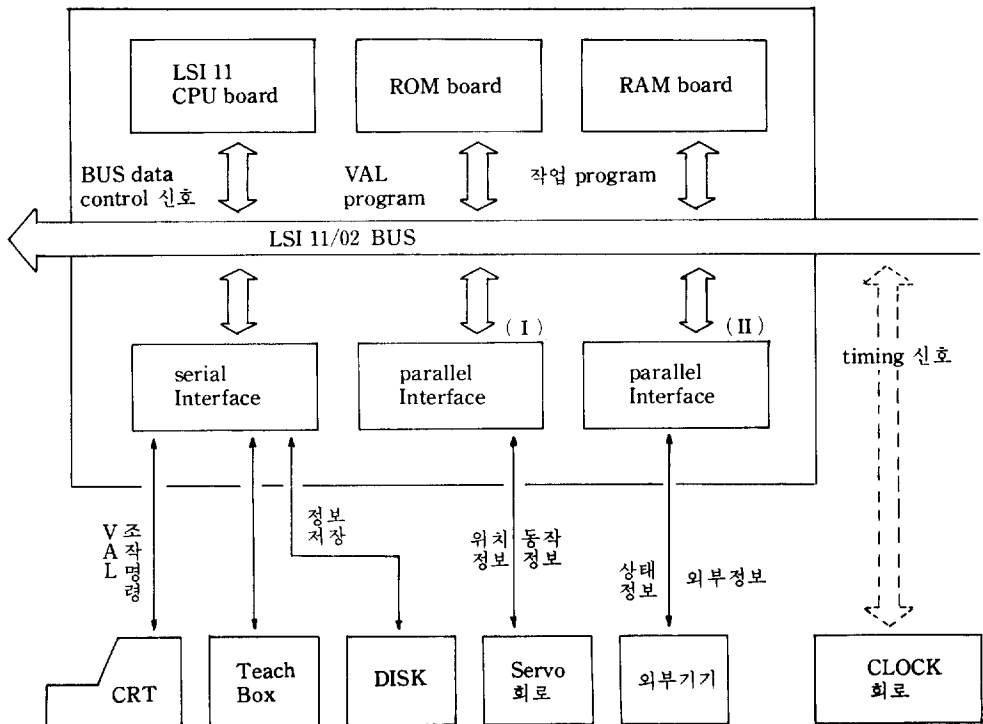 LSI 11
CPU board
ROM board
RAM board
BUS data
control 신호
VAL
program
작업 program
LSI 11/02 BUS
( I )
( II )
timing 신호
serial
Interface
parallel
Interface
parallel
Interface
VAL
조작명령
정보
저장
위치
정보
동작
정보
상태
정보
외부정보
CRT
Teach
Box
DISK
Servo
회로
외부기기
CLOCK
회로